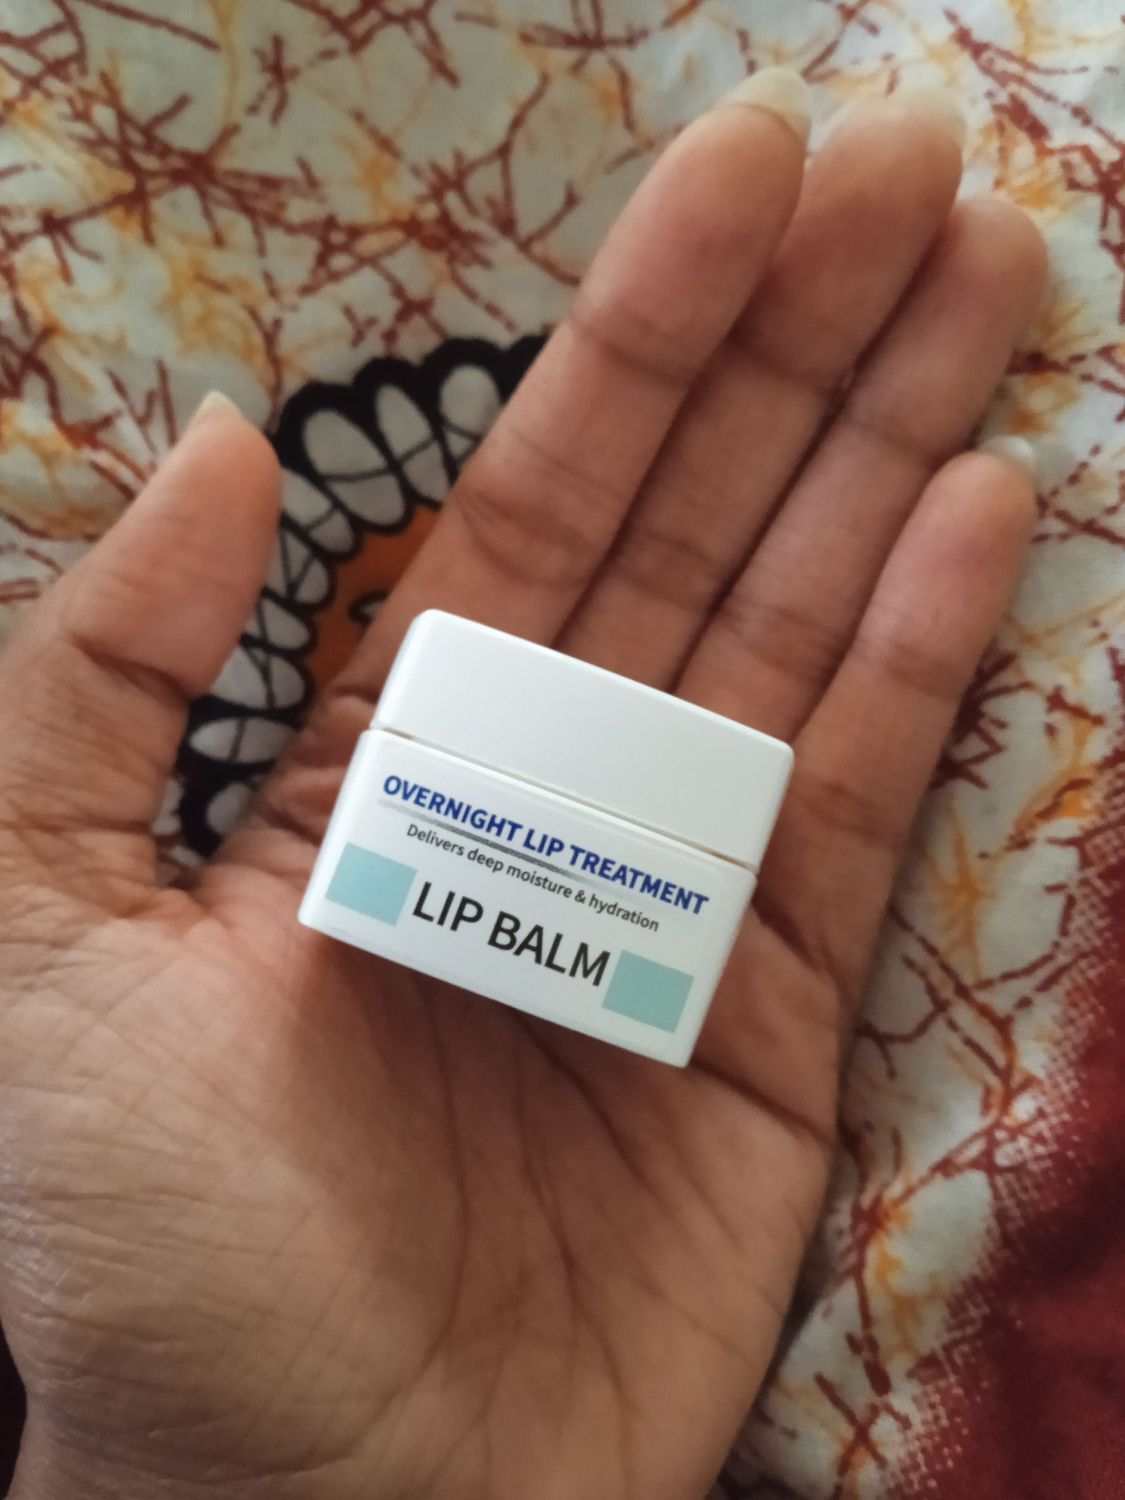 OVERNIGHT LIP TREATMENT
Delivers deep moisture & hydration
LIP BALM